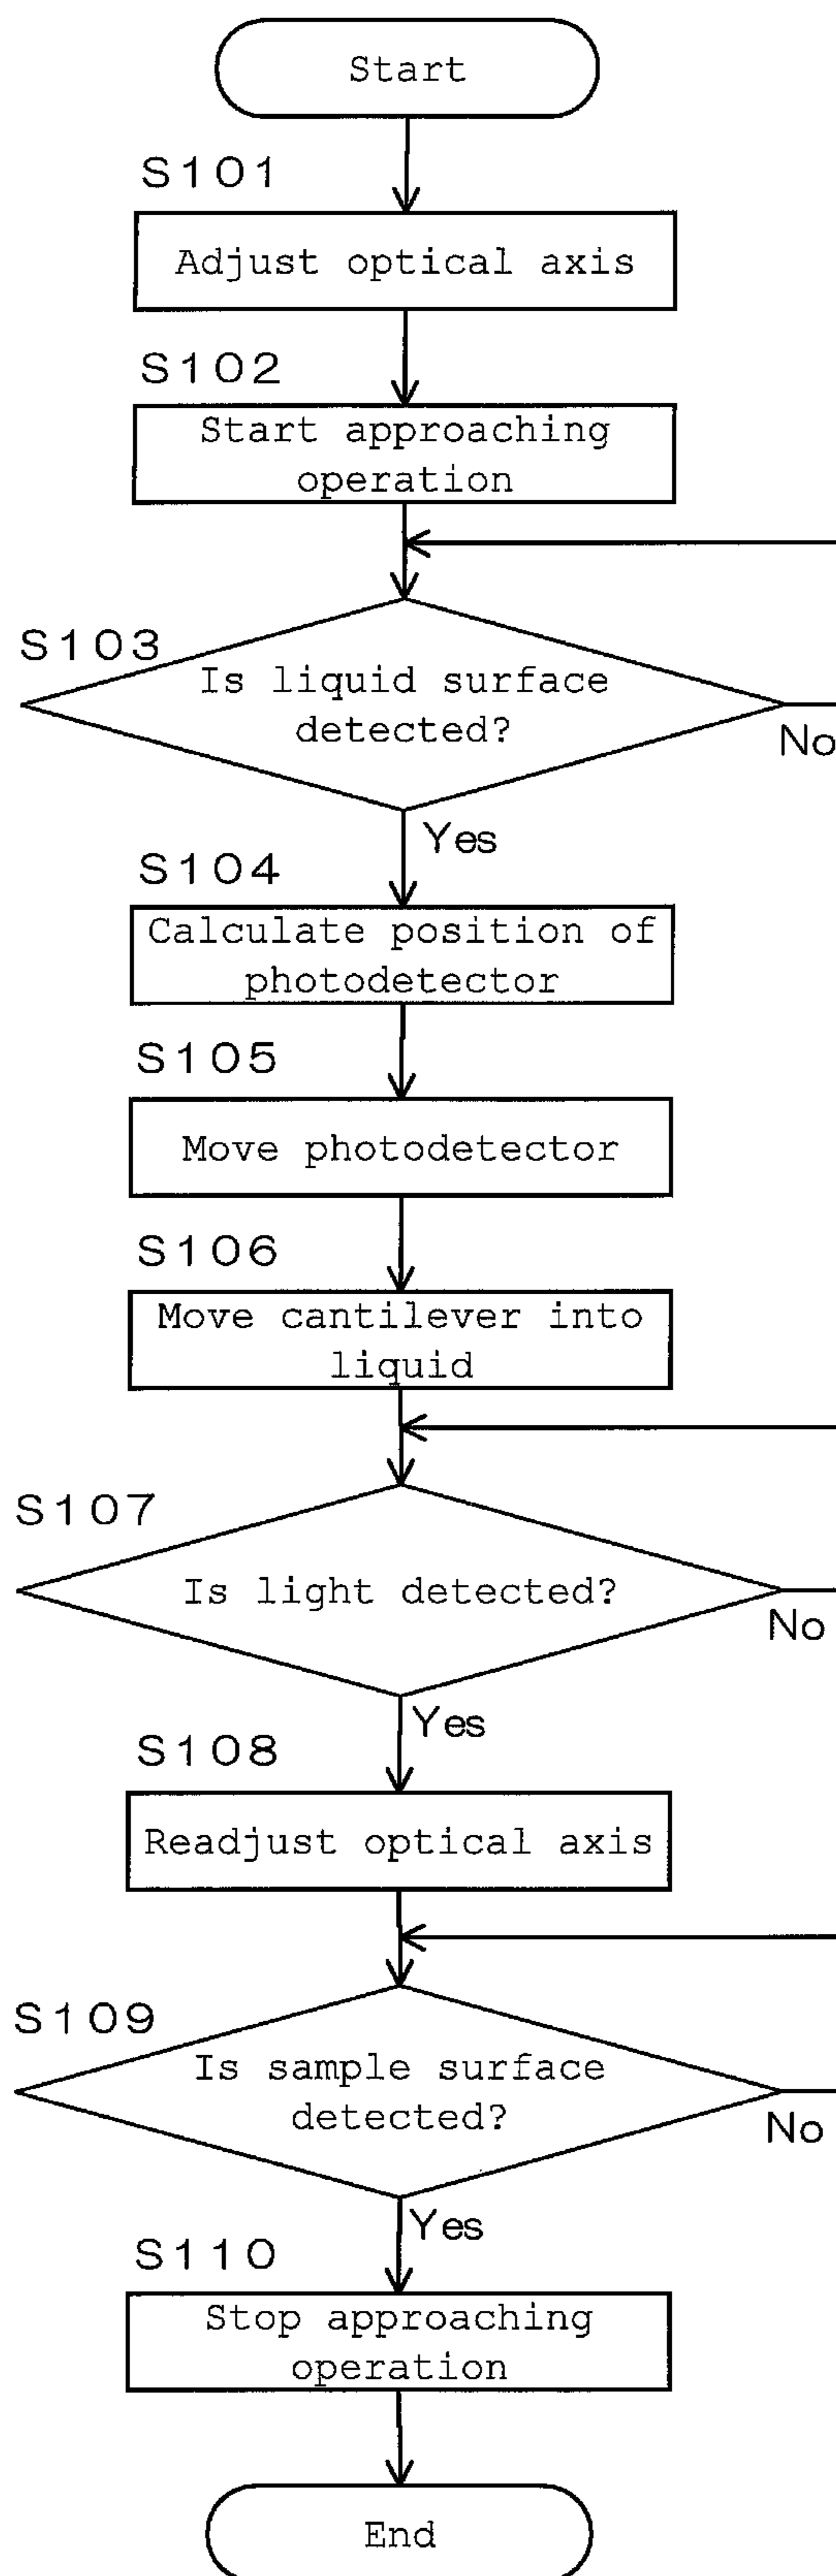 Start
S101
Adjust optical axis
S102
Start approaching
operation
S103
Is liquid surface
detected?
No
Yes
S104
Calculate position of
photodetector
S105
Move photodetector
S106
Move cantilever into
liquid
S107
Is light detected?
No
Yes
S108
Readjust optical axis
S109
Is sample surface
detected?
No
Yes
S110
Stop approaching
operation
End